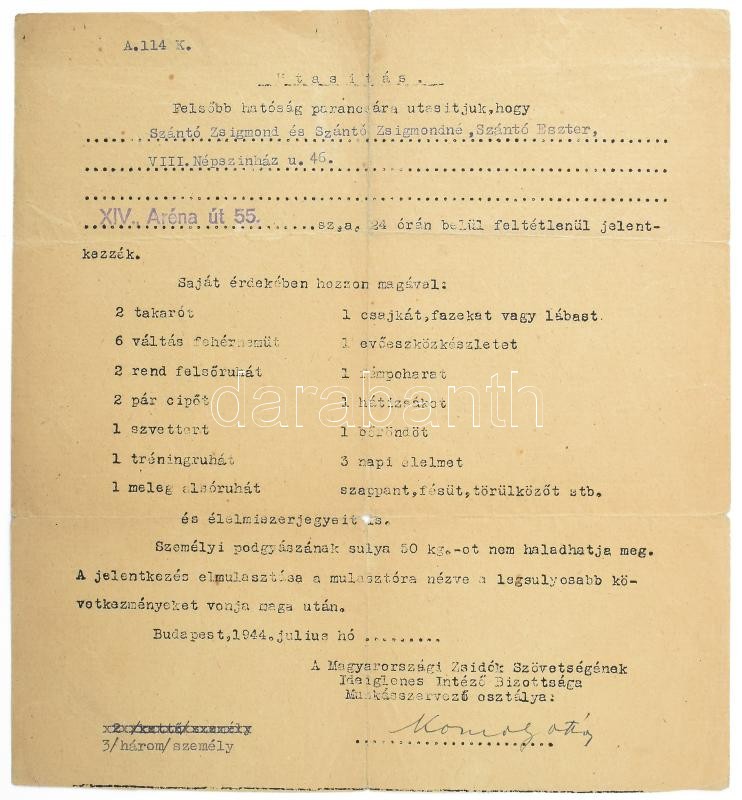 A.114 K.
Utasitás.
Felsőbb hatóság parancsára utasitjuk,hogy
Szántó Zsigmond és Szántó Zsigmondné,Szántó Eszter,
VIII.Népszinház u. 46.
XIV., Aréna út 55. sz.a. 24 órán belül feltétlenül jelent-
kezzék.
Saját érdekében hozzon magával:
2 takarót 1 csajkát,fazekat vagy lábast
6 váltás fehérnemüt 1 evőeszközkészletet
2 rend felsőruhát 1 fémpoharat
2 pár cipőt 1 hátizsákot
1 szvettert 1 bőröndöt
1 tréningruhát 3 napi élelmet
1 meleg alsóruhát szappant,fésüt,törülközőt stb.
és élelmiszerjegyeit is.
Személyi podgyászának sulya 50 kg.-ot nem haladhatja meg.
A jelentkezés elmulasztása a mulasztóra nézve a legsulyosabb kö-
vetkezményeket vonja maga után.
Budapest,1944.julius hó .........
A Magyarországi Zsidók Szövetségének
Ideiglenes Intéző Bizottsága
Munkásszervező osztálya:
2 /kettő/személy
3/három/személy
darabanth